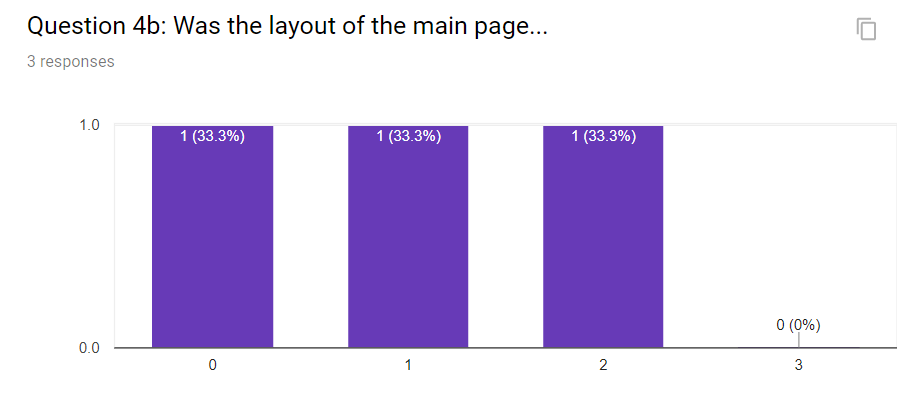 Question 4b: Was the layout of the main page...
3 responses
1.0
1 (33.3%) 1 (33.3%) 1 (33.3%)
0 (0%)
0.0
0 1 2 3